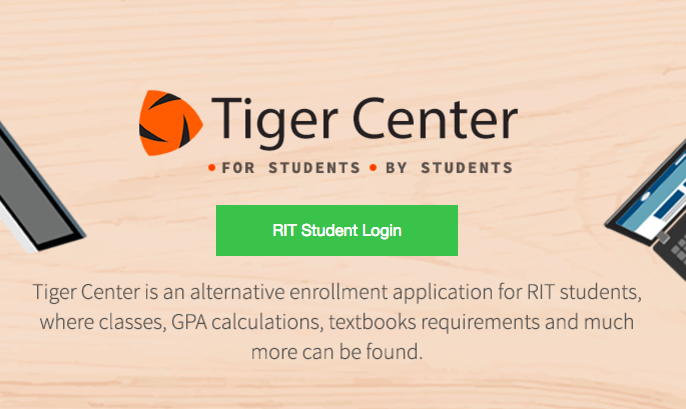 Tiger Center
• FOR STUDENTS • BY STUDENTS
RIT Student Login
Tiger Center is an alternative enrollment application for RIT students,
where classes, GPA calculations, textbooks requirements and much
more can be found.